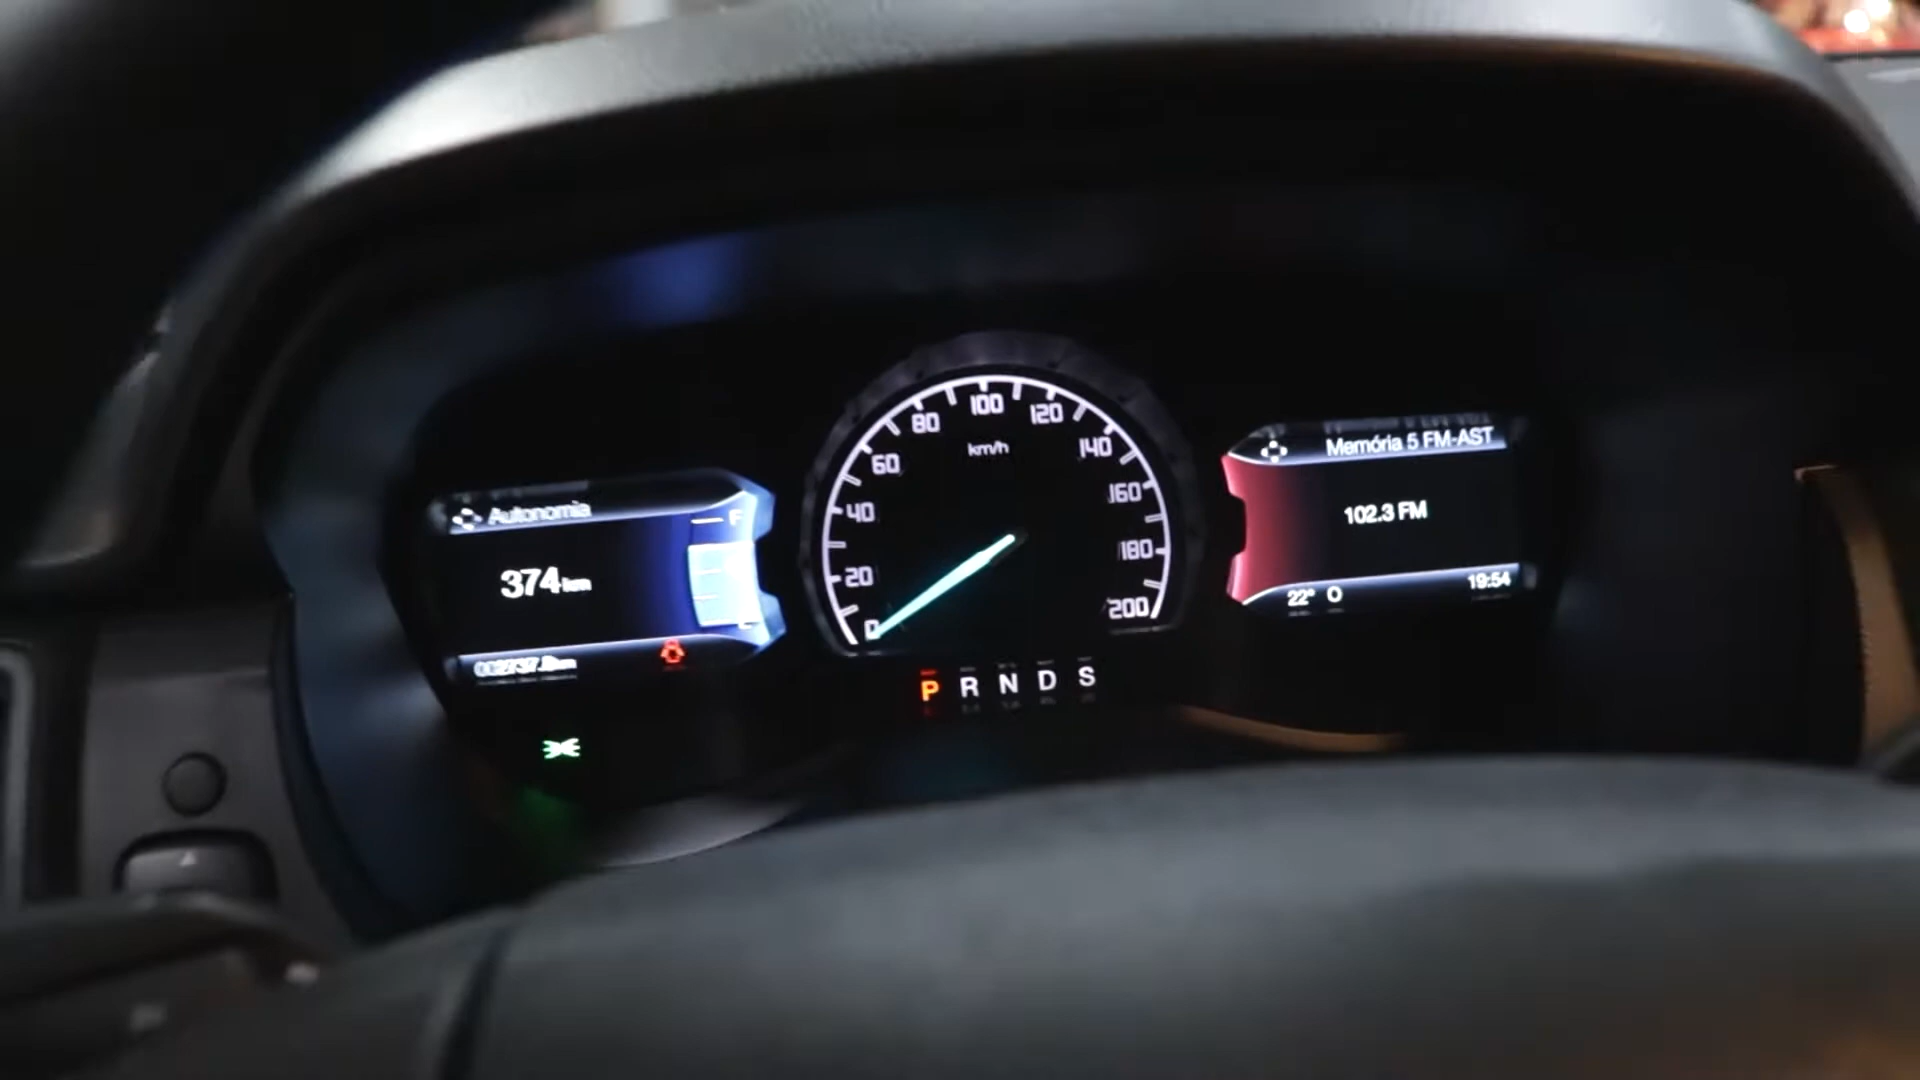 Autonomia
F
374 km
E
80 100 120
km/h
60 140
40 160
20 180
0 200
P R N D S
Memória 5 FM-AST
102.3 FM
22° O 19:54